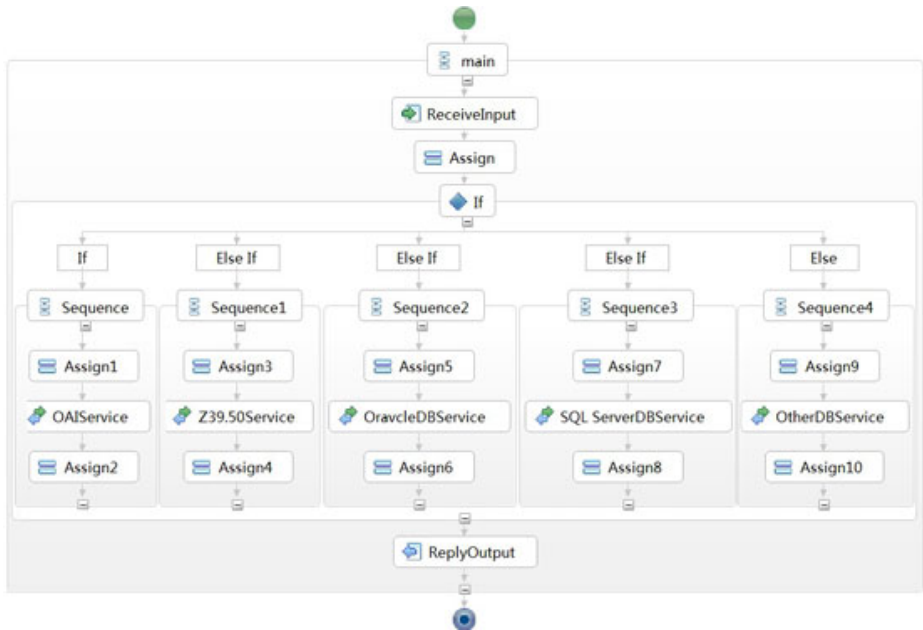 main
ReceiveInput
Assign
If
If
Else If
Else If
Else If
Else
Sequence
Sequence1
Sequence2
Sequence3
Sequence4
Assign1
Assign3
Assign5
Assign7
Assign9
OAIService
Z39.50Service
OravcleDBService
SQL ServerDBService
OtherDBService
Assign2
Assign4
Assign6
Assign8
Assign10
ReplyOutput